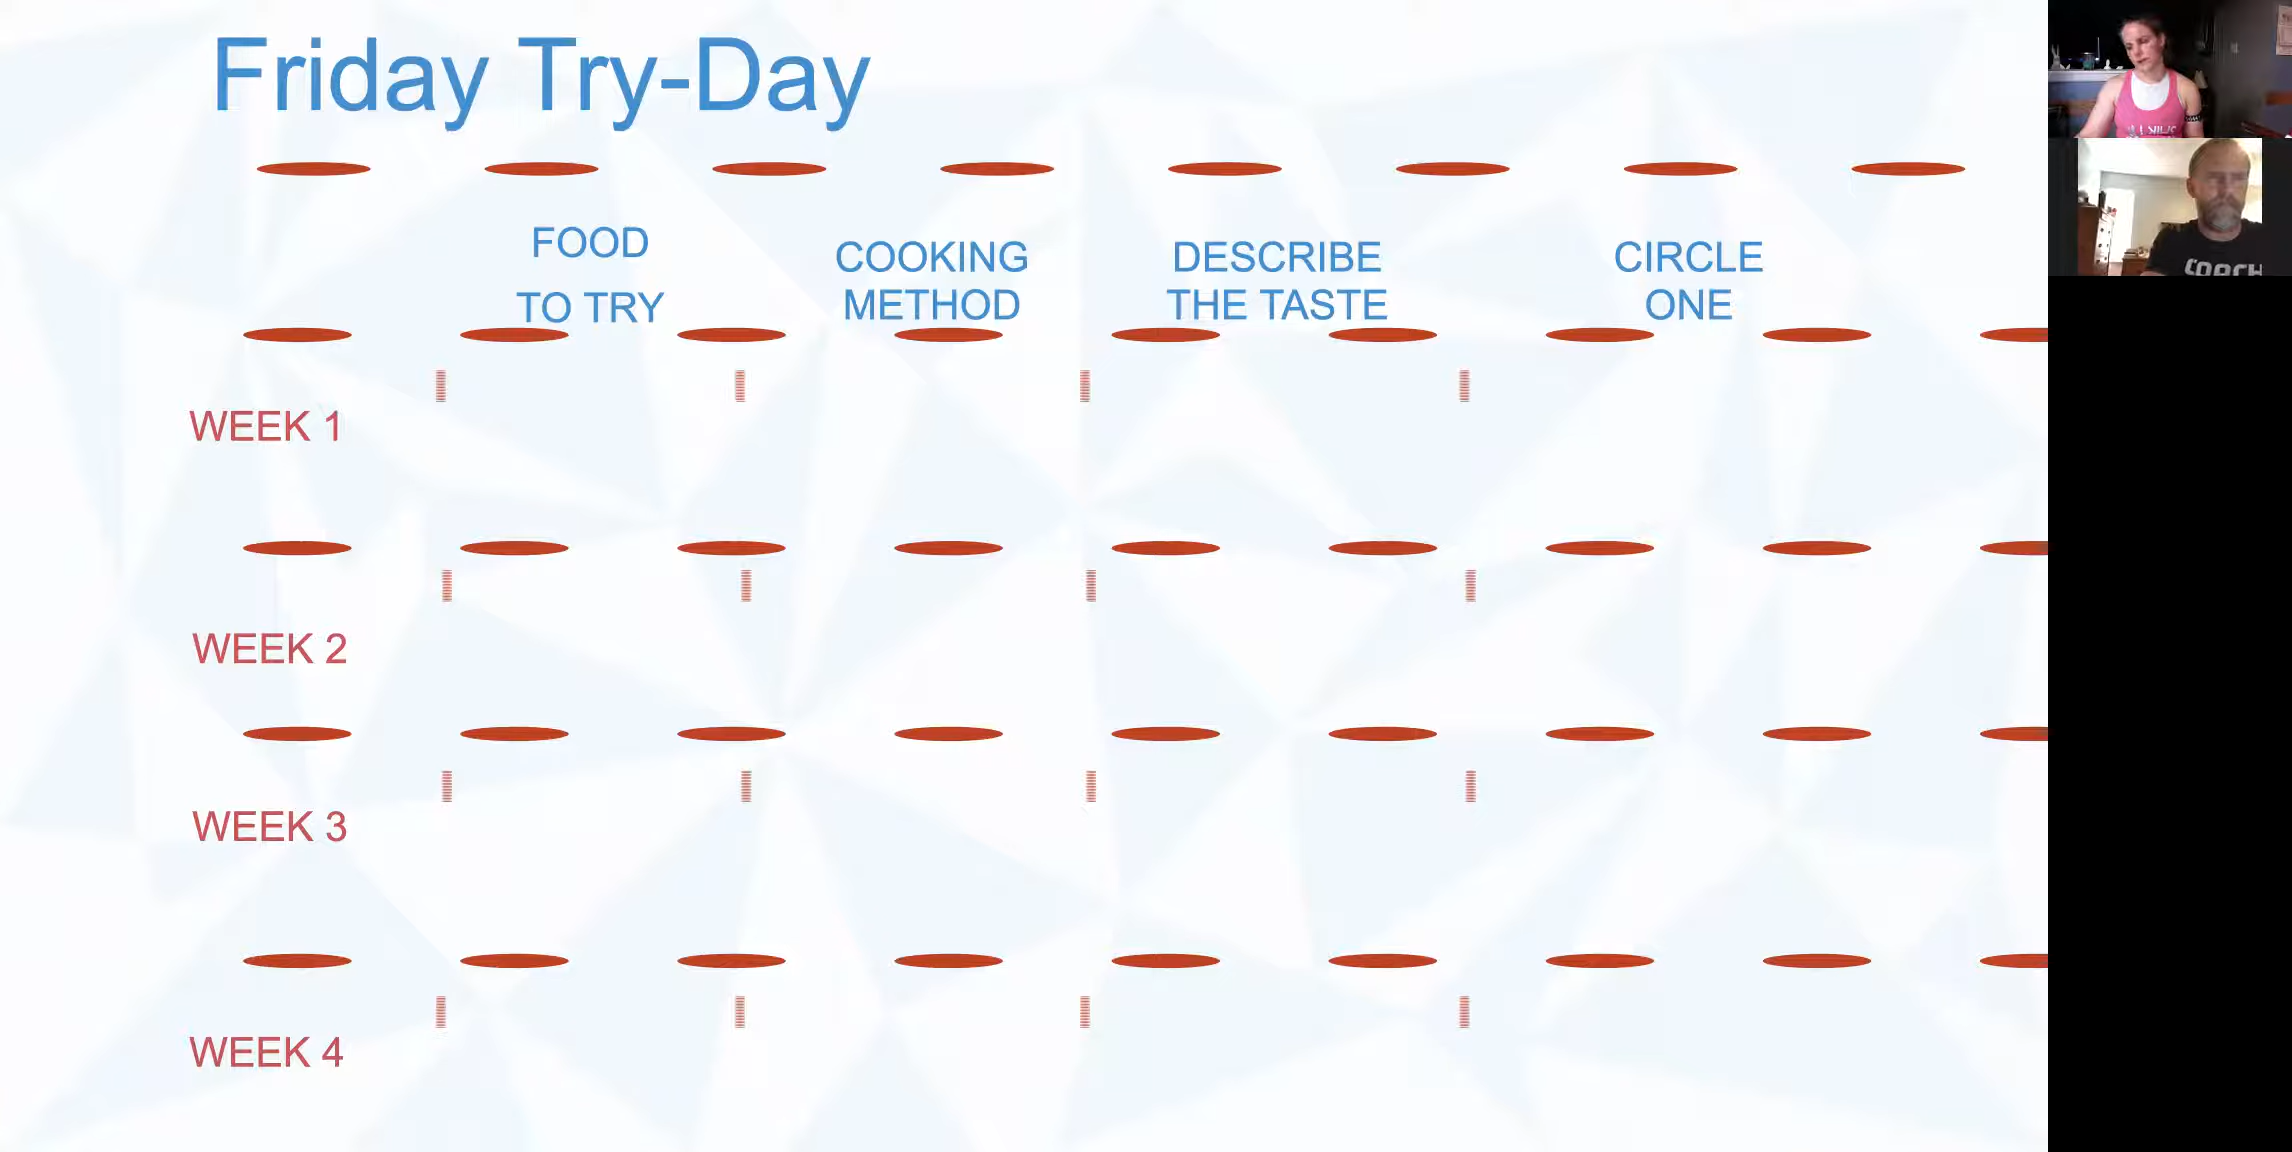 Friday Try-Day
FOOD
TO TRY
COOKING
METHOD
DESCRIBE
THE TASTE
CIRCLE
ONE
WEEK 1
WEEK 2
WEEK 3
WEEK 4
COACH